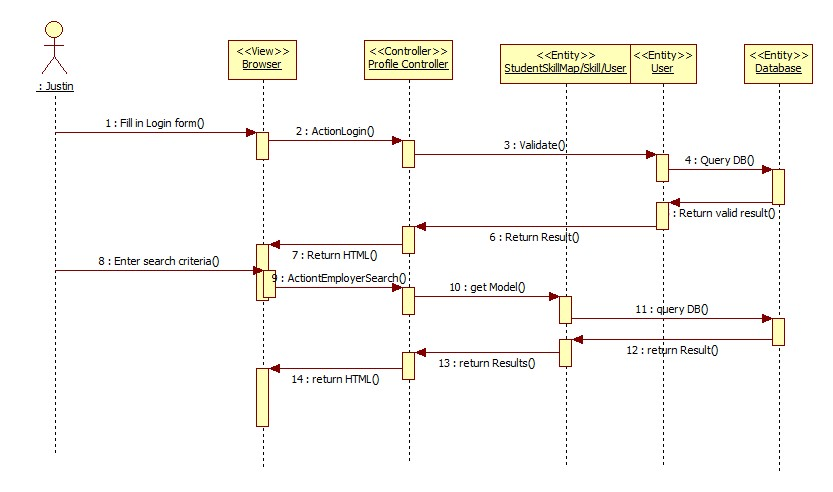 <<View>>
Browser
<<Controller>>
Profile Controller
<<Entity>>
StudentSkillMap/Skill/User
<<Entity>>
User
<<Entity>>
Database
: Justin
1 : Fill in Login form()
2 : ActionLogin()
3 : Validate()
4 : Query DB()
: Return valid result()
6 : Return Result()
7 : Return HTML()
8 : Enter search criteria()
9 : ActiontEmployerSearch()
10 : get Model()
11 : query DB()
12 : return Result()
13 : return Results()
14 : return HTML()